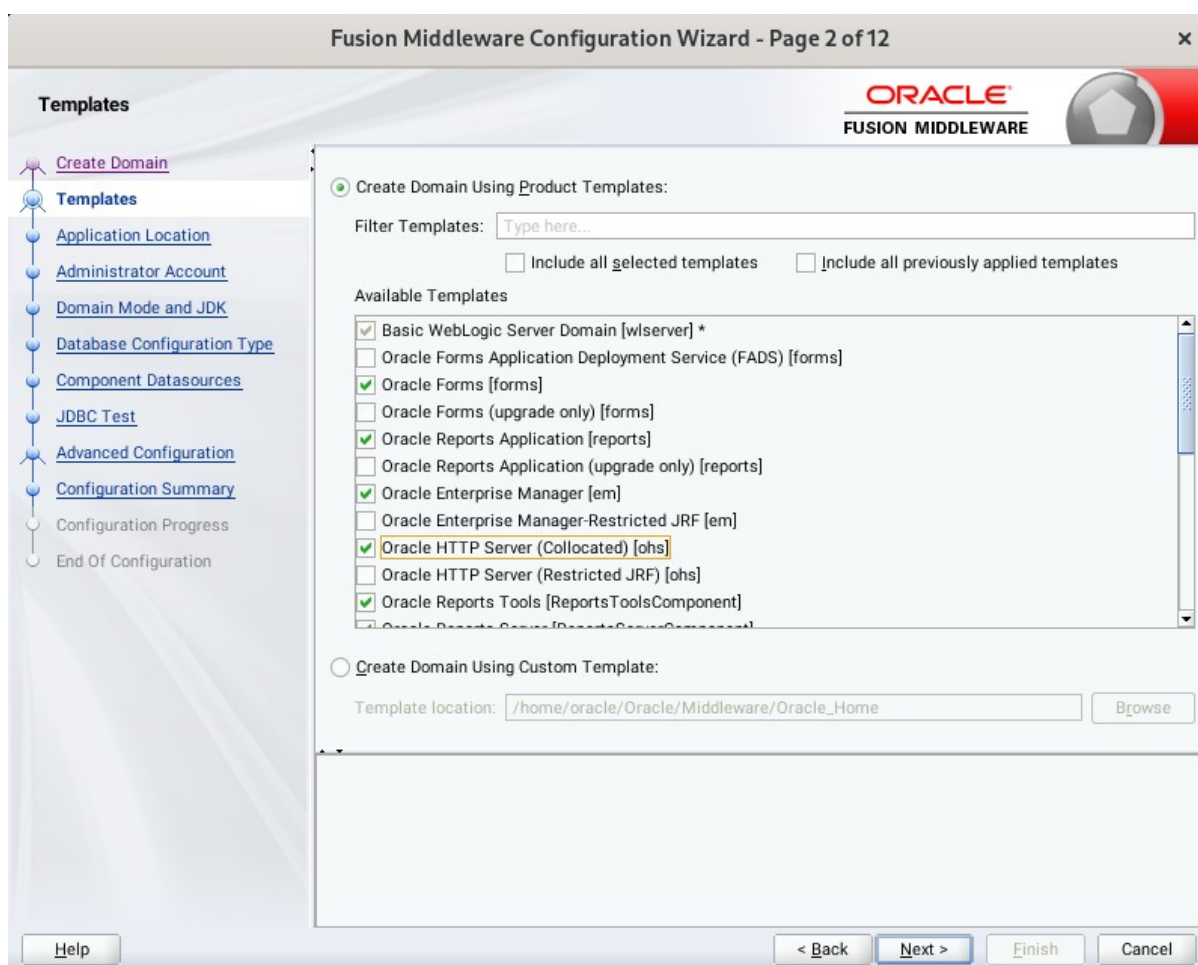 Fusion Middleware Configuration Wizard - Page 2 of 12
Templates
ORACLE
FUSION MIDDLEWARE
Create Domain
Templates
Application Location
Administrator Account
Domain Mode and JDK
Database Configuration Type
Component Datasources
JDBC Test
Advanced Configuration
Configuration Summary
Configuration Progress
End Of Configuration
Create Domain Using Product Templates:
Filter Templates: Type here...
Include all selected templates Include all previously applied templates
Available Templates
Basic WebLogic Server Domain [wlserver] *
Oracle Forms Application Deployment Service (FADS) [forms]
Oracle Forms [forms]
Oracle Forms (upgrade only) [forms]
Oracle Reports Application [reports]
Oracle Reports Application (upgrade only) [reports]
Oracle Enterprise Manager [em]
Oracle Enterprise Manager-Restricted JRF [em]
Oracle HTTP Server (Collocated) [ohs]
Oracle HTTP Server (Restricted JRF) [ohs]
Oracle Reports Tools [ReportsToolsComponent]
Oracle Reports Server [ReportsServerComponent]
Create Domain Using Custom Template:
Template location: /home/oracle/Oracle/Middleware/Oracle_Home Browse
Help < Back Next > Finish Cancel